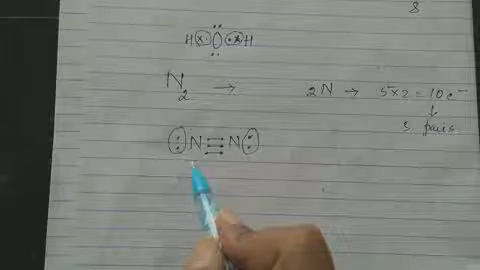 8
H ×· O ·× H
N₂ → 2N → 5×2 = 10e⁻
↓
5 pairs
:N≡N: